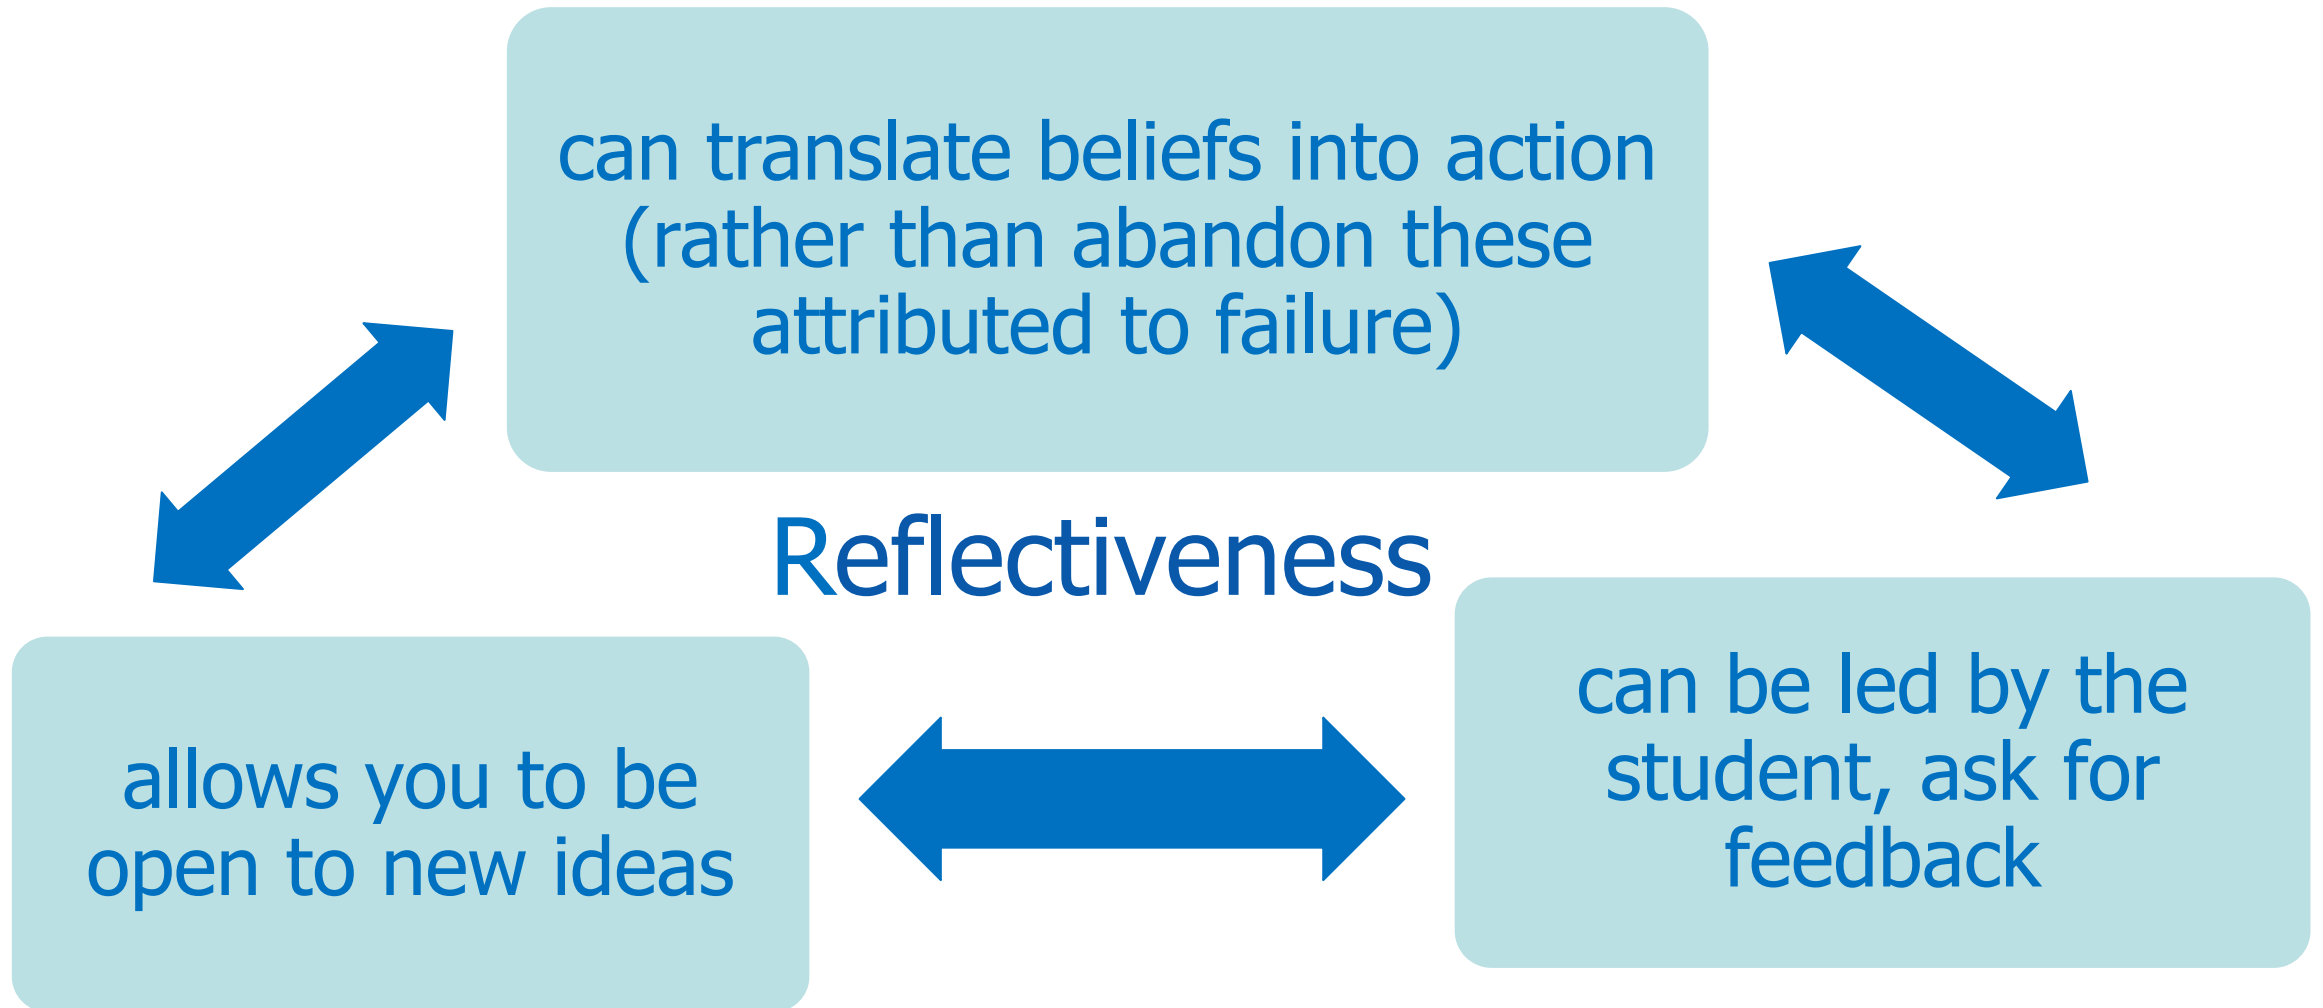 can translate beliefs into action
(rather than abandon these
attributed to failure)
Reflectiveness
allows you to be
open to new ideas
can be led by the
student, ask for
feedback